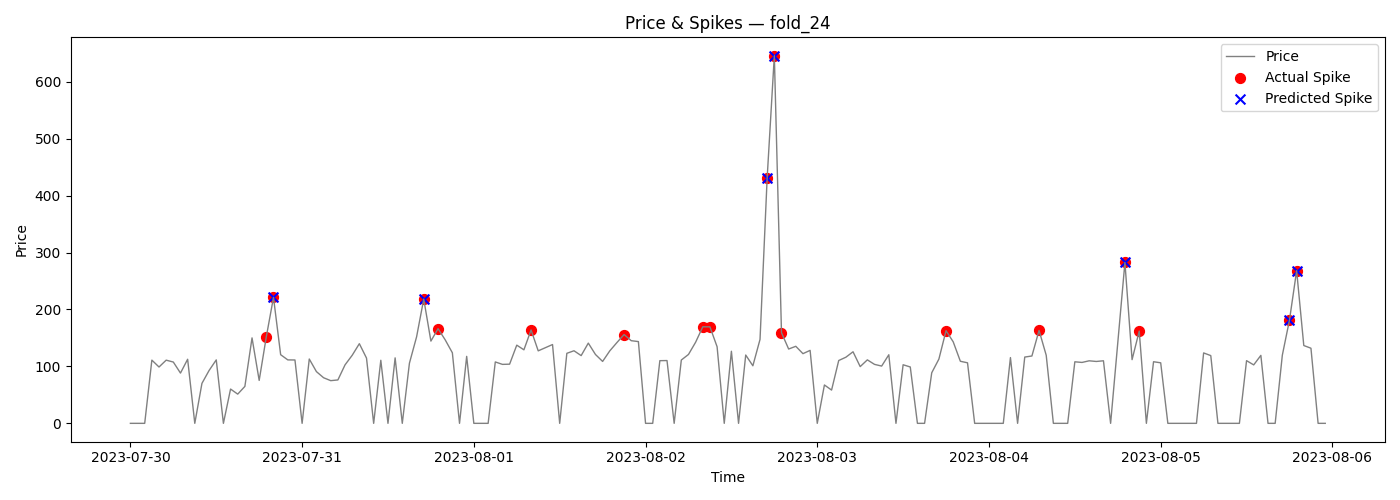 Price & Spikes — fold_24
Price
Actual Spike
Predicted Spike
600
500
400
300
200
100
0
Price
2023-07-30
2023-07-31
2023-08-01
2023-08-02
2023-08-03
2023-08-04
2023-08-05
2023-08-06
Time